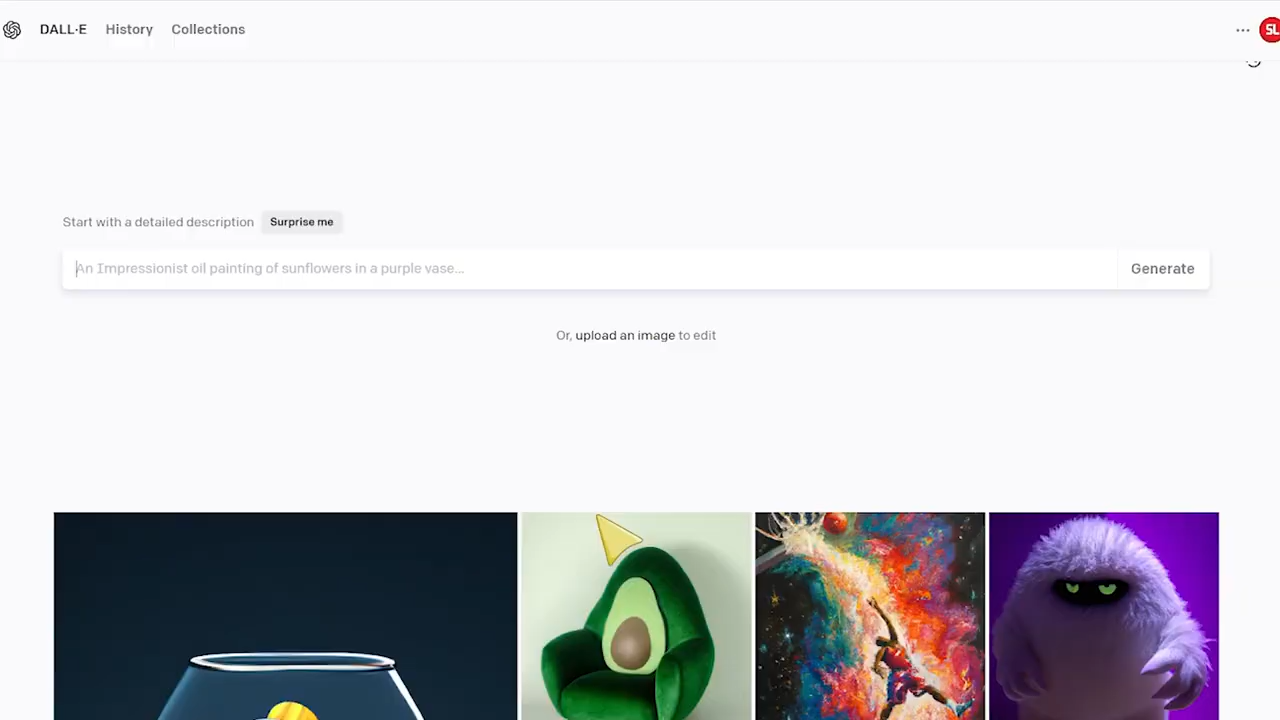 DALL·E History Collections ··· SL
Start with a detailed description Surprise me
An Impressionist oil painting of sunflowers in a purple vase... Generate
Or, upload an image to edit